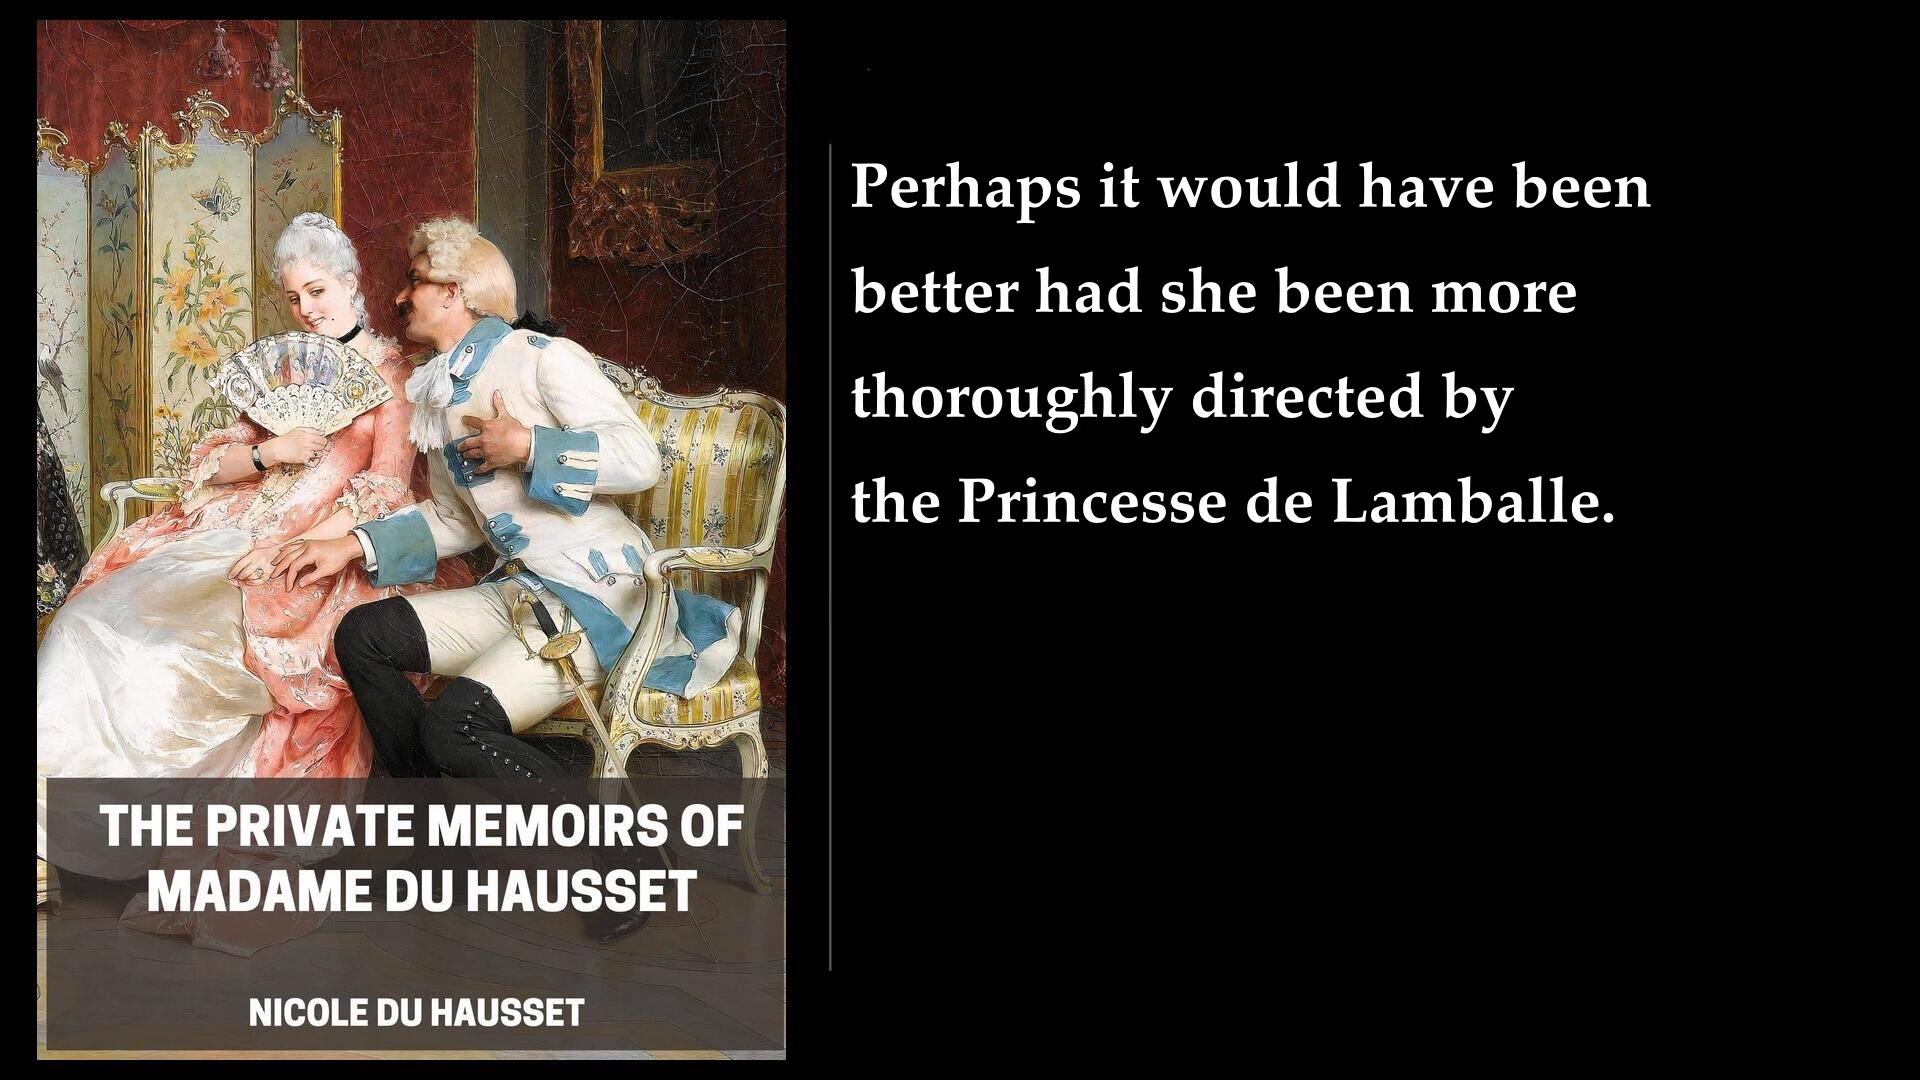 THE PRIVATE MEMOIRS OF
MADAME DU HAUSSET
NICOLE DU HAUSSET
Perhaps it would have been
better had she been more
thoroughly directed by
the Princesse de Lamballe.